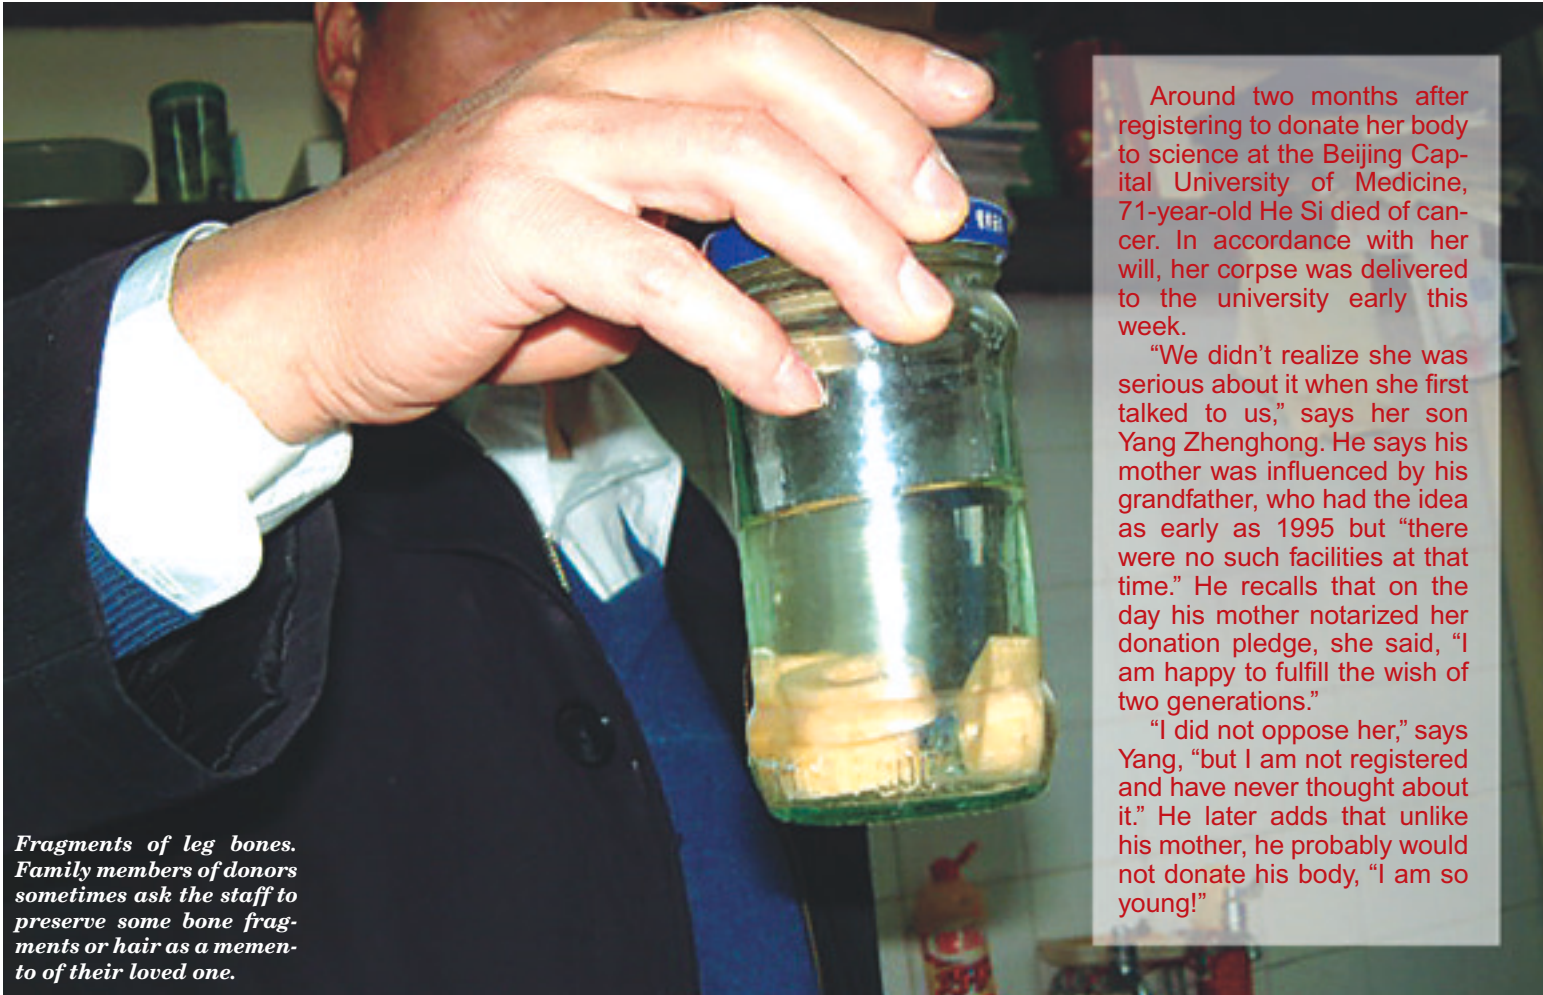 Around two months after
registering to donate her body
to science at the Beijing Cap-
ital University of Medicine,
71-year-old He Si died of can-
cer. In accordance with her
will, her corpse was delivered
to the university early this
week.
“We didn’t realize she was
serious about it when she first
talked to us,” says her son
Yang Zhenghong. He says his
mother was influenced by his
grandfather, who had the idea
as early as 1995 but “there
were no such facilities at that
time.” He recalls that on the
day his mother notarized her
donation pledge, she said, “I
am happy to fulfill the wish of
two generations.”
“I did not oppose her,” says
Yang, “but I am not registered
and have never thought about
it.” He later adds that unlike
his mother, he probably would
not donate his body, “I am so
young!”
Fragments of leg bones.
Family members of donors
sometimes ask the staff to
preserve some bone frag-
ments or hair as a memen-
to of their loved one.